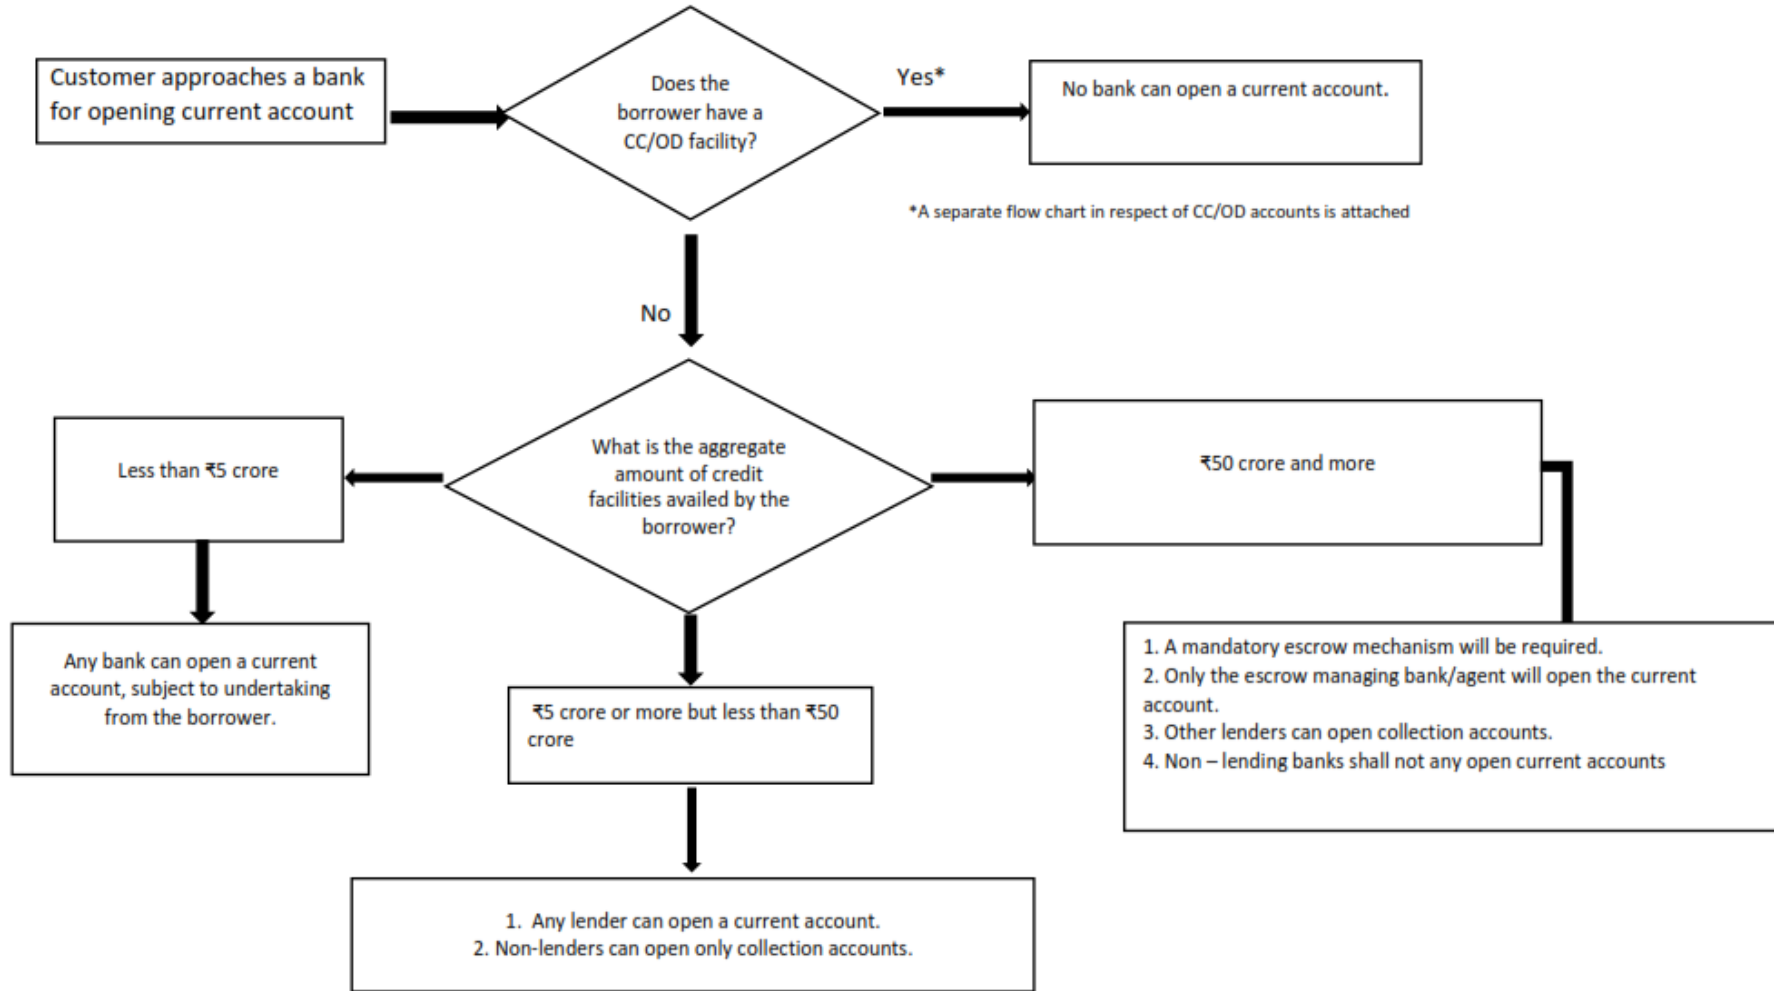 Customer approaches a bank
for opening current account
Does the
borrower have a
CC/OD facility?
Yes*
No bank can open a current account.
*A separate flow chart in respect of CC/OD accounts is attached
No
What is the aggregate
amount of credit
facilities availed by the
borrower?
Less than ₹5 crore
₹50 crore and more
Any bank can open a current
account, subject to undertaking
from the borrower.
₹5 crore or more but less than ₹50
crore
1. A mandatory escrow mechanism will be required.
2. Only the escrow managing bank/agent will open the current
account.
3. Other lenders can open collection accounts.
4. Non – lending banks shall not any open current accounts
1. Any lender can open a current account.
2. Non-lenders can open only collection accounts.